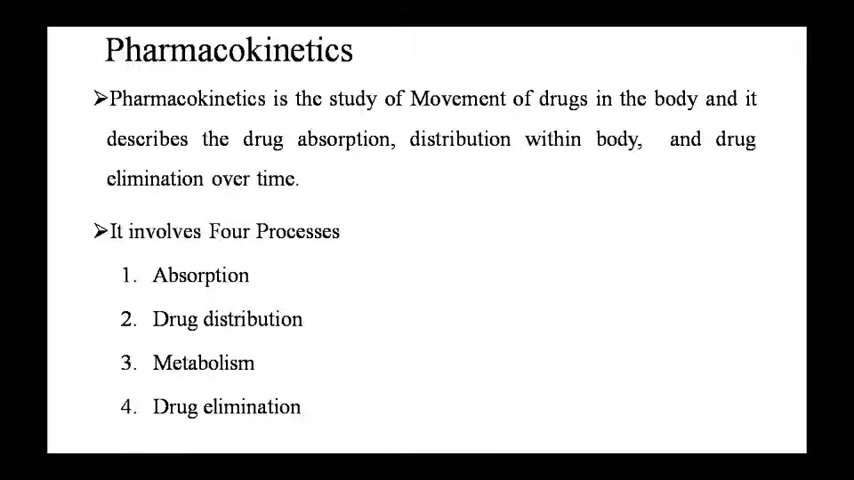 Pharmacokinetics
➢Pharmacokinetics is the study of Movement of drugs in the body and it
describes the drug absorption, distribution within body, and drug
elimination over time.
➢It involves Four Processes
1. Absorption
2. Drug distribution
3. Metabolism
4. Drug elimination